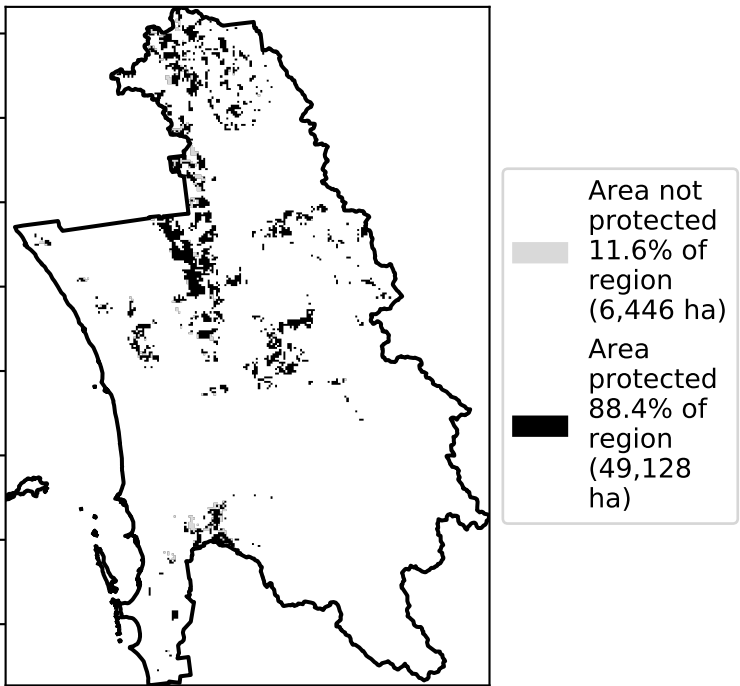 Area not
protected
11.6% of
region
(6,446 ha)
Area
protected
88.4% of
region
(49,128
ha)